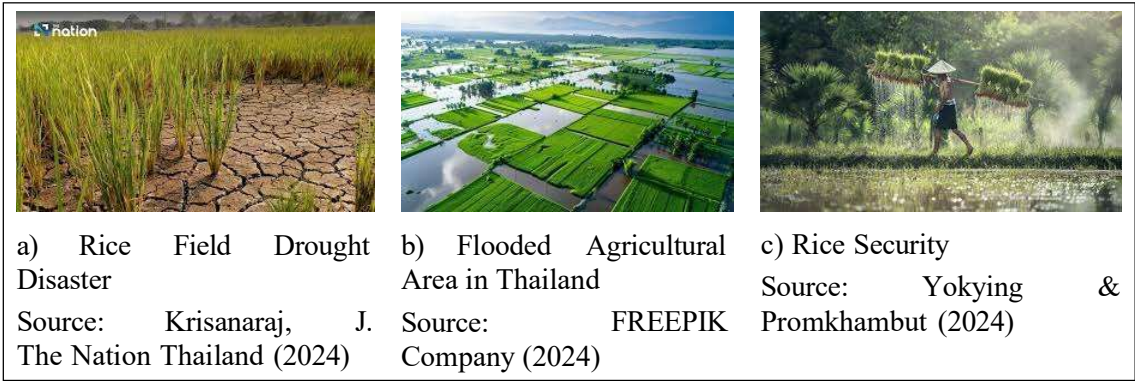 nation
a) Rice Field Drought
Disaster
Source: Krisanaraj, J.
The Nation Thailand (2024)
b) Flooded Agricultural
Area in Thailand
Source: FREEPIK
Company (2024)
c) Rice Security
Source: Yokying &
Promkhambut (2024)